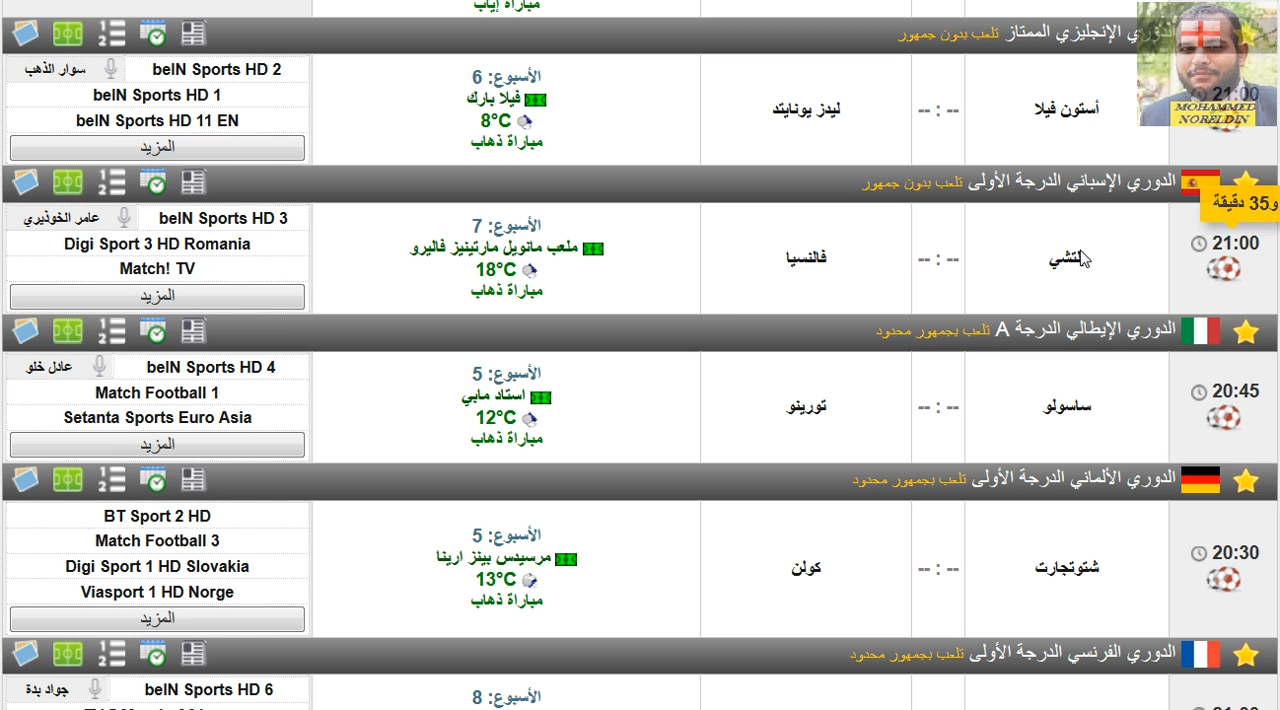 مباراة إياب
الدوري الإنجليزي الممتاز تلعب بدون جمهور
MOHAMMED
NORELDIN
21:00
أستون فيلا
-- : --
ليدز يونايتد
الأسبوع: 6
فيلا بارك
8°C
مباراة ذهاب
beIN Sports HD 2 سوار الذهب
beIN Sports HD 1
beIN Sports HD 11 EN
المزيد
الدوري الإسباني الدرجة الأولى تلعب بدون جمهور
و35 دقيقة
21:00
إلتشي
-- : --
فالنسيا
الأسبوع: 7
ملعب مانويل مارتينيز فاليرو
18°C
مباراة ذهاب
beIN Sports HD 3 عامر الخوذيري
Digi Sport 3 HD Romania
Match! TV
المزيد
الدوري الإيطالي الدرجة A تلعب بجمهور محدود
20:45
ساسولو
-- : --
تورينو
الأسبوع: 5
استاد مابي
12°C
مباراة ذهاب
beIN Sports HD 4 عادل خلو
Match Football 1
Setanta Sports Euro Asia
المزيد
الدوري الألماني الدرجة الأولى تلعب بجمهور محدود
20:30
شتوتجارت
-- : --
كولن
الأسبوع: 5
مرسيدس بينز ارينا
13°C
مباراة ذهاب
BT Sport 2 HD
Match Football 3
Digi Sport 1 HD Slovakia
Viasport 1 HD Norge
المزيد
الدوري الفرنسي الدرجة الأولى تلعب بجمهور محدود
الأسبوع: 8
beIN Sports HD 6 جواد بدة